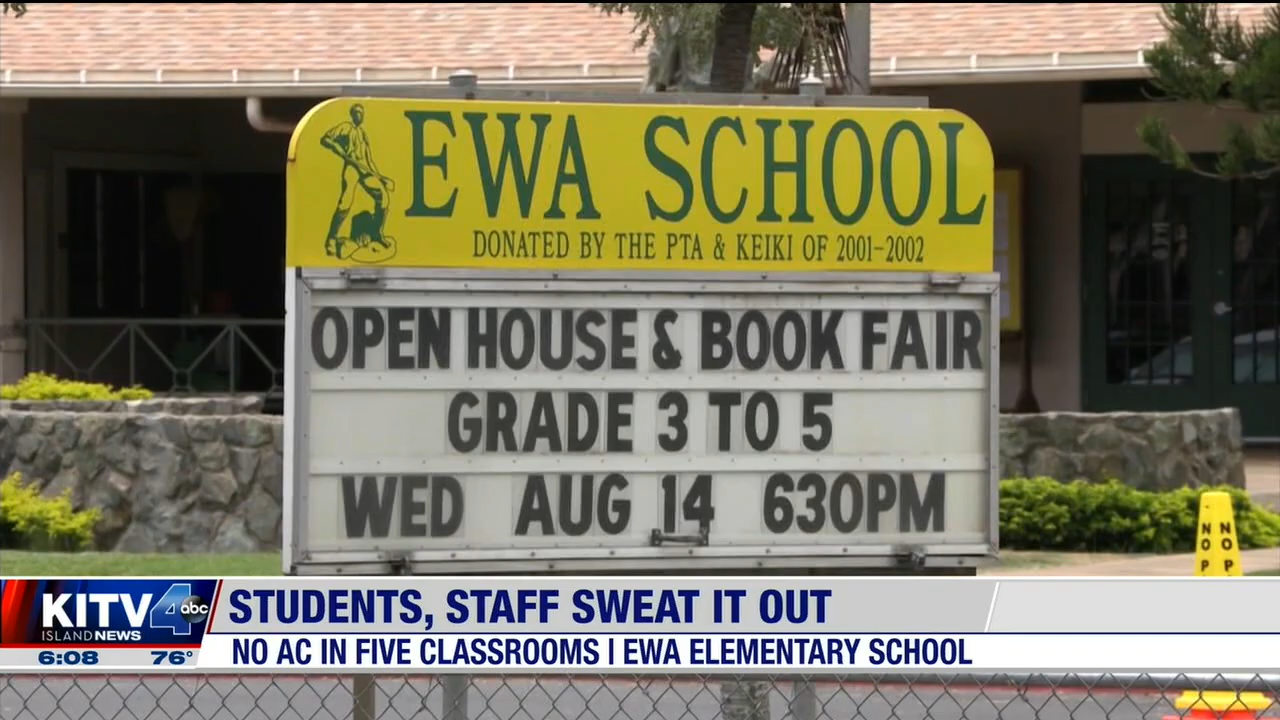 EWA SCHOOL
DONATED BY THE PTA & KEIKI OF 2001-2002
OPEN HOUSE & BOOK FAIR
GRADE 3 TO 5
WED AUG 14 630PM
NO P
NO P
KITV4 abc
ISLAND NEWS
6:08 76°
STUDENTS, STAFF SWEAT IT OUT
NO AC IN FIVE CLASSROOMS | EWA ELEMENTARY SCHOOL